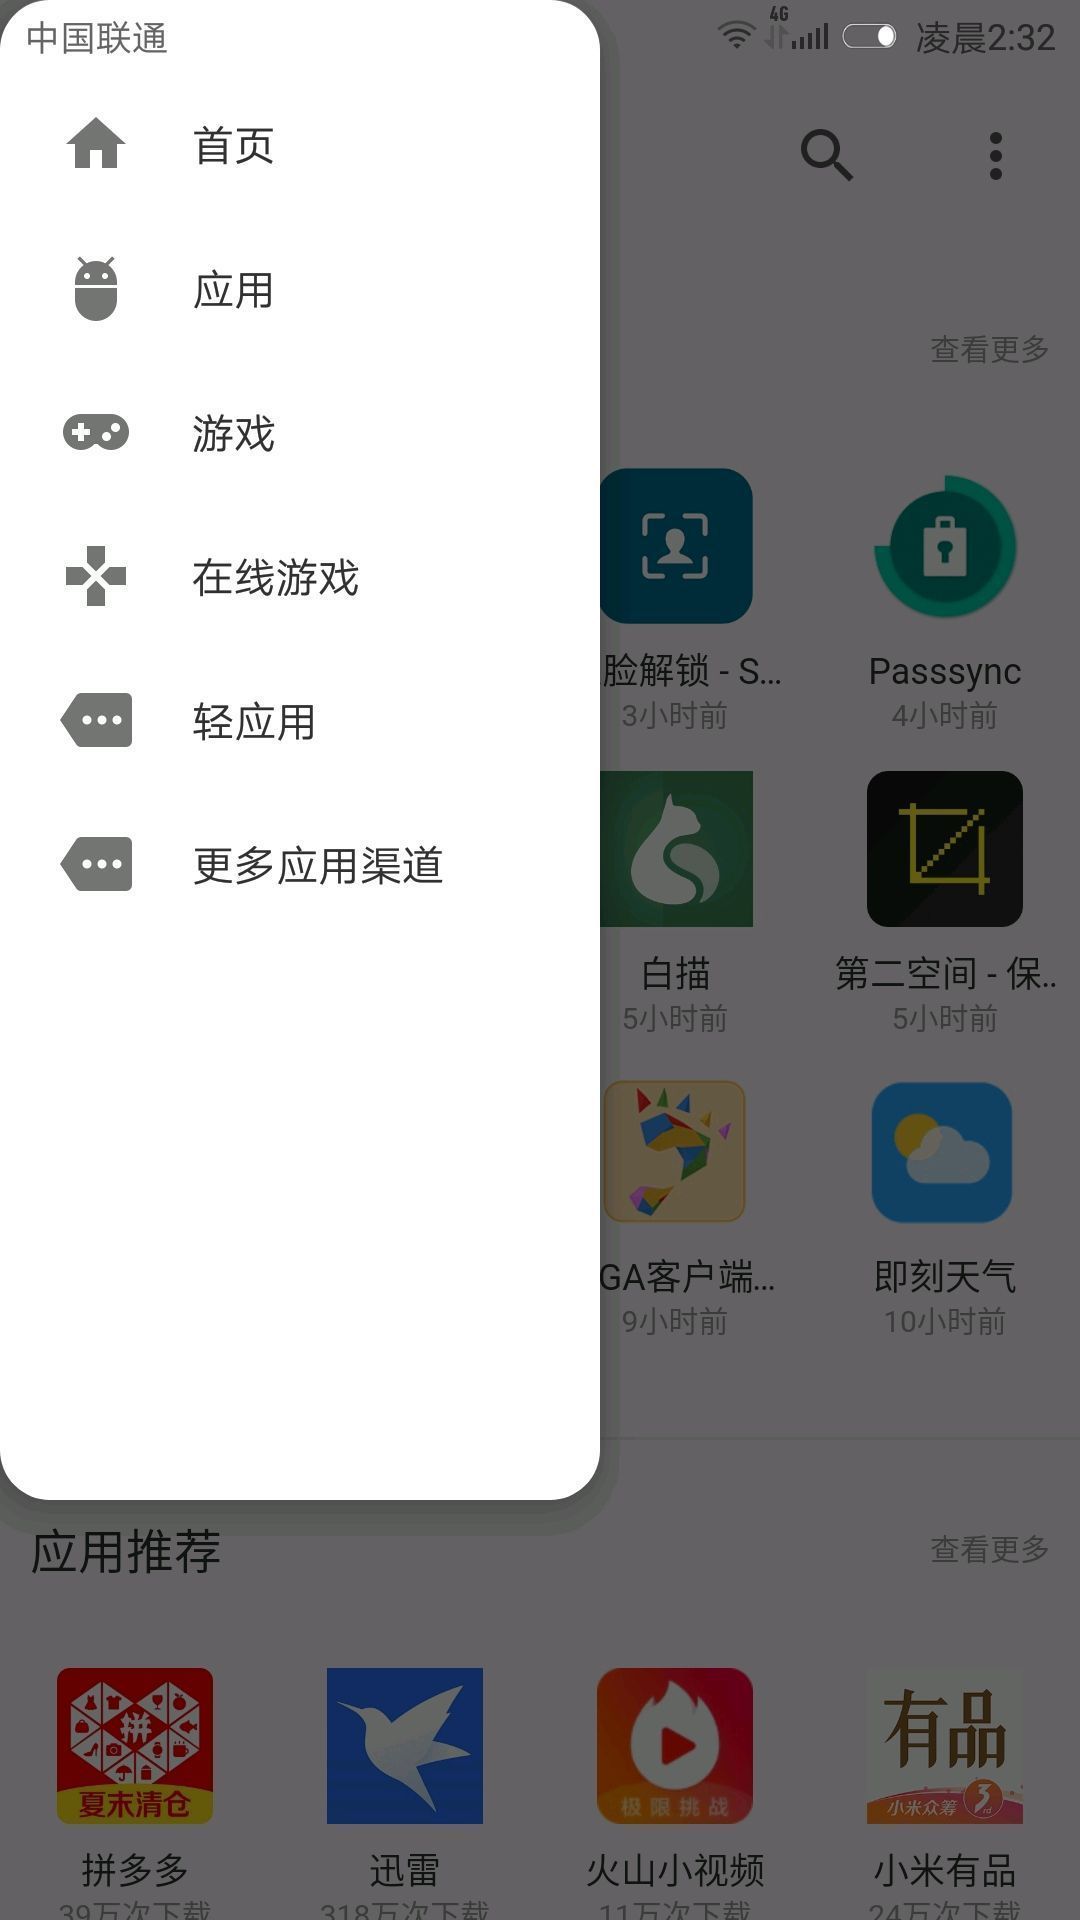 中国联通
4G
凌晨2:32
首页
应用
游戏
在线游戏
轻应用
更多应用渠道
查看更多
脸解锁 - S...
Passsync
3小时前
4小时前
白描
第二空间 - 保..
5小时前
5小时前
GA客户端...
即刻天气
9小时前
10小时前
应用推荐
查看更多
拼
夏末清仓
极限挑战
有品
小米众筹 3rd
拼多多
迅雷
火山小视频
小米有品
39万次下载
318万次下载
11万次下载
24万次下载